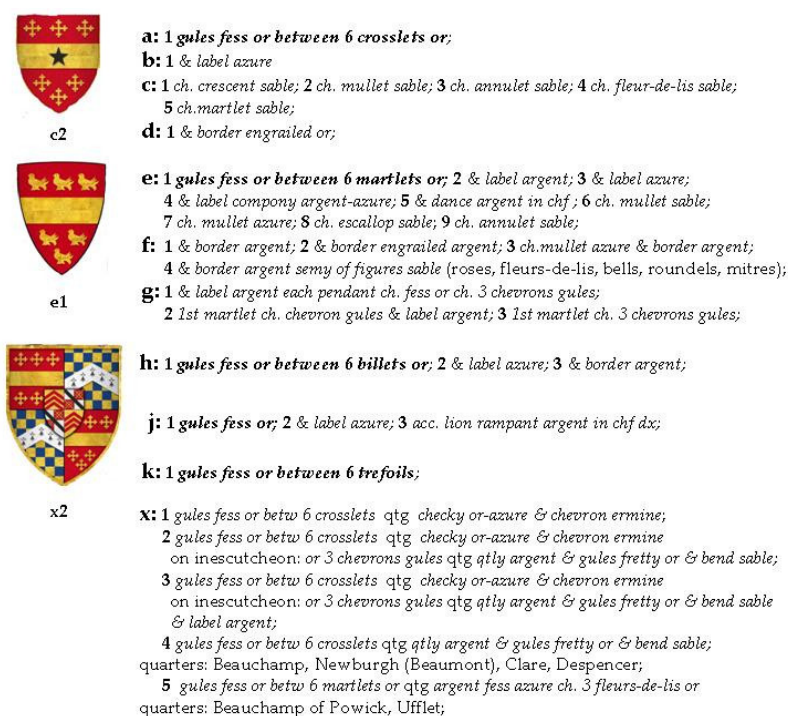 a: 1 gules fess or between 6 crosslets or;
b: 1 & label azure
c: 1 ch. crescent sable; 2 ch. mullet sable; 3 ch. annulet sable; 4 ch. fleur-de-lis sable;
5 ch.martlet sable;
d: 1 & border engrailed or;
c2
e: 1 gules fess or between 6 martlets or; 2 & label argent; 3 & label azure;
4 & label compony argent-azure; 5 & dance argent in chf ; 6 ch. mullet sable;
7 ch. mullet azure; 8 ch. escallop sable; 9 ch. annulet sable;
f: 1 & border argent; 2 & border engrailed argent; 3 ch.mullet azure & border argent;
4 & border argent semy of figures sable (roses, fleurs-de-lis, bells, roundels, mitres);
g: 1 & label argent each pendant ch. fess or ch. 3 chevrons gules;
2 1st martlet ch. chevron gules & label argent; 3 1st martlet ch. 3 chevrons gules;
e1
h: 1 gules fess or between 6 billets or; 2 & label azure; 3 & border argent;
j: 1 gules fess or; 2 & label azure; 3 acc. lion rampant argent in chf dx;
k: 1 gules fess or between 6 trefoils;
x2
x: 1 gules fess or betw 6 crosslets qtg checky or-azure & chevron ermine;
2 gules fess or betw 6 crosslets qtg checky or-azure & chevron ermine
on inescutcheon: or 3 chevrons gules qtg qtly argent & gules fretty or & bend sable;
3 gules fess or betw 6 crosslets qtg checky or-azure & chevron ermine
on inescutcheon: or 3 chevrons gules qtg qtly argent & gules fretty or & bend sable
& label argent;
4 gules fess or betw 6 crosslets qtg qtly argent & gules fretty or & bend sable;
quarters: Beauchamp, Newburgh (Beaumont), Clare, Despencer;
5 gules fess or betw 6 martlets or qtg argent fess azure ch. 3 fleurs-de-lis or
quarters: Beauchamp of Powick, Ufflet;